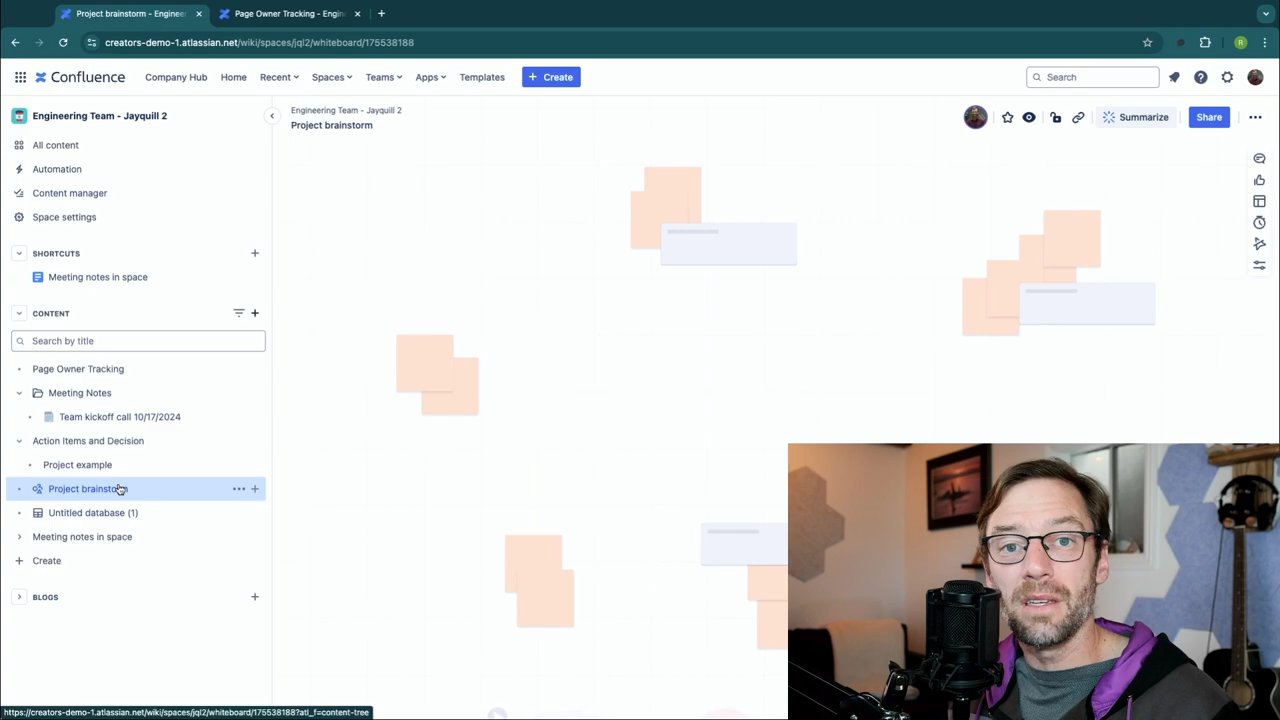 Project brainstorm - Enginee
Page Owner Tracking - Engin
creators-demo-1.atlassian.net/wiki/spaces/jql2/whiteboard/175538188
R
Confluence
Company Hub
Home
Recent
Spaces
Teams
Apps
Templates
+ Create
Search
Engineering Team - Jayquill 2
All content
Automation
Content manager
Space settings
SHORTCUTS
Meeting notes in space
CONTENT
Search by title
Page Owner Tracking
Meeting Notes
Team kickoff call 10/17/2024
Action Items and Decision
Project example
Project brainstorm
Untitled database (1)
Meeting notes in space
Create
BLOGS
Engineering Team - Jayquill 2
Project brainstorm
Summarize
Share
https://creators-demo-1.atlassian.net/wiki/spaces/jql2/whiteboard/175538188?atl_f=content-tree